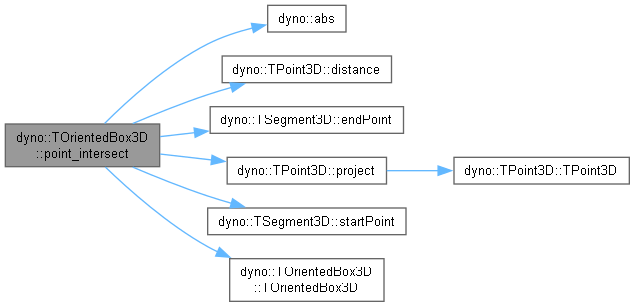 dyno::abs
dyno::TPoint3D::distance
dyno::TSegment3D::endPoint
dyno::TOrientedBox3D
::point_intersect
dyno::TPoint3D::project
dyno::TPoint3D::TPoint3D
dyno::TSegment3D::startPoint
dyno::TOrientedBox3D
::TOrientedBox3D